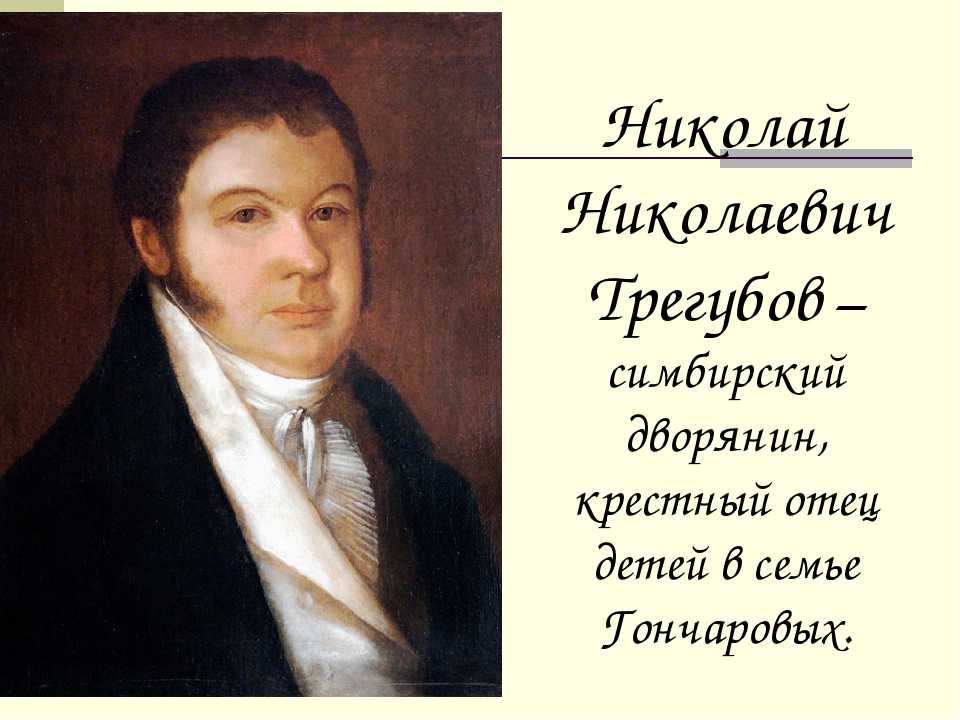 Николай
Николаевич
Трегубов –
симбирский
дворянин,
крестный отец
детей в семье
Гончаровых.